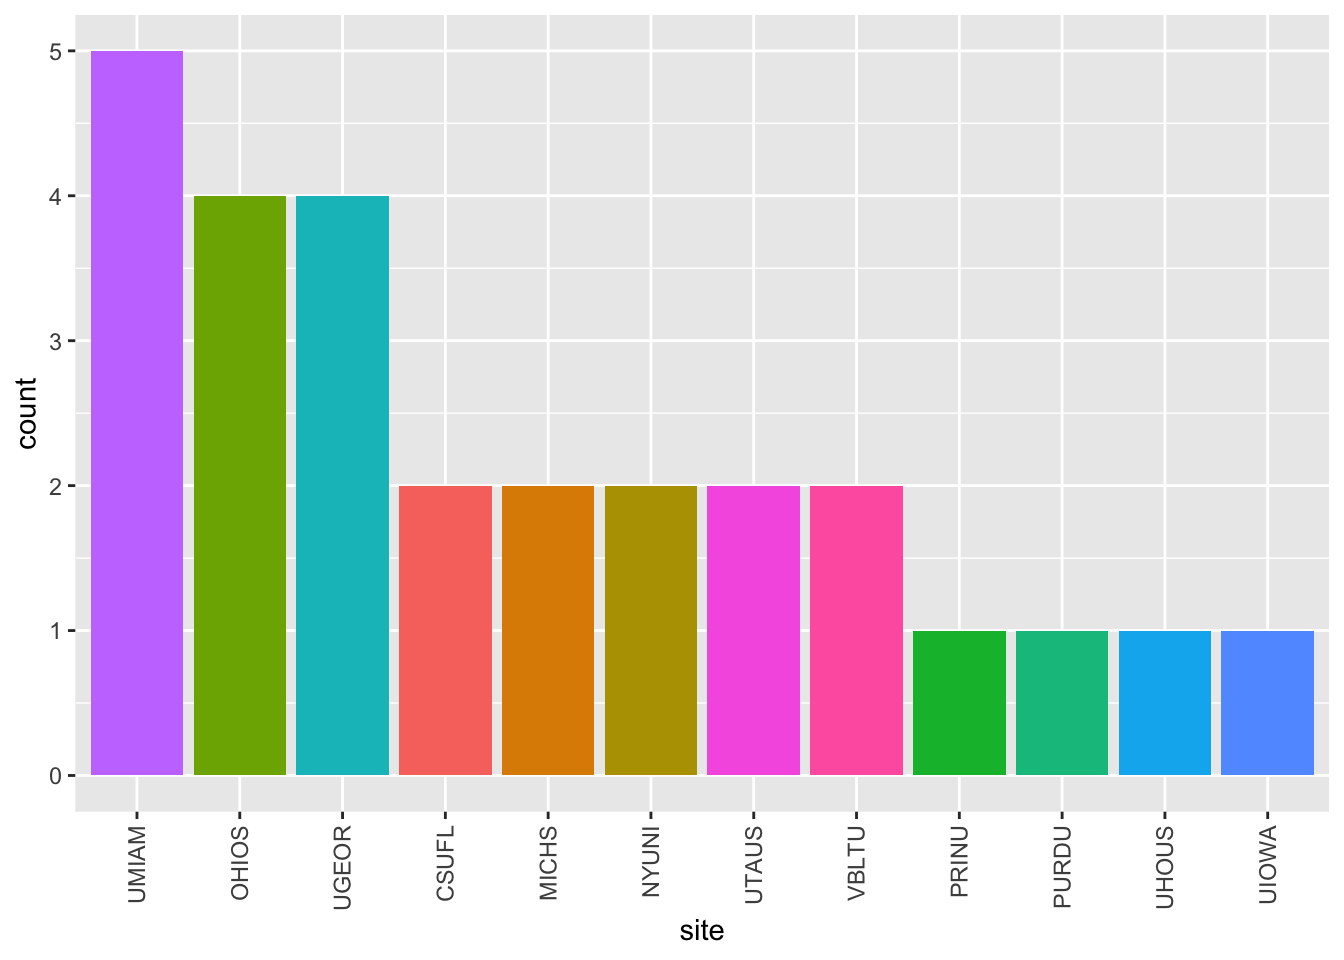 5
4
3
2
1
0
count
UMIAM
OHIOS
UGEOR
CSUFL
MICHS
NYUNI
UTAUS
VBLTU
PRINU
PURDU
UHOUS
UIOWA
site